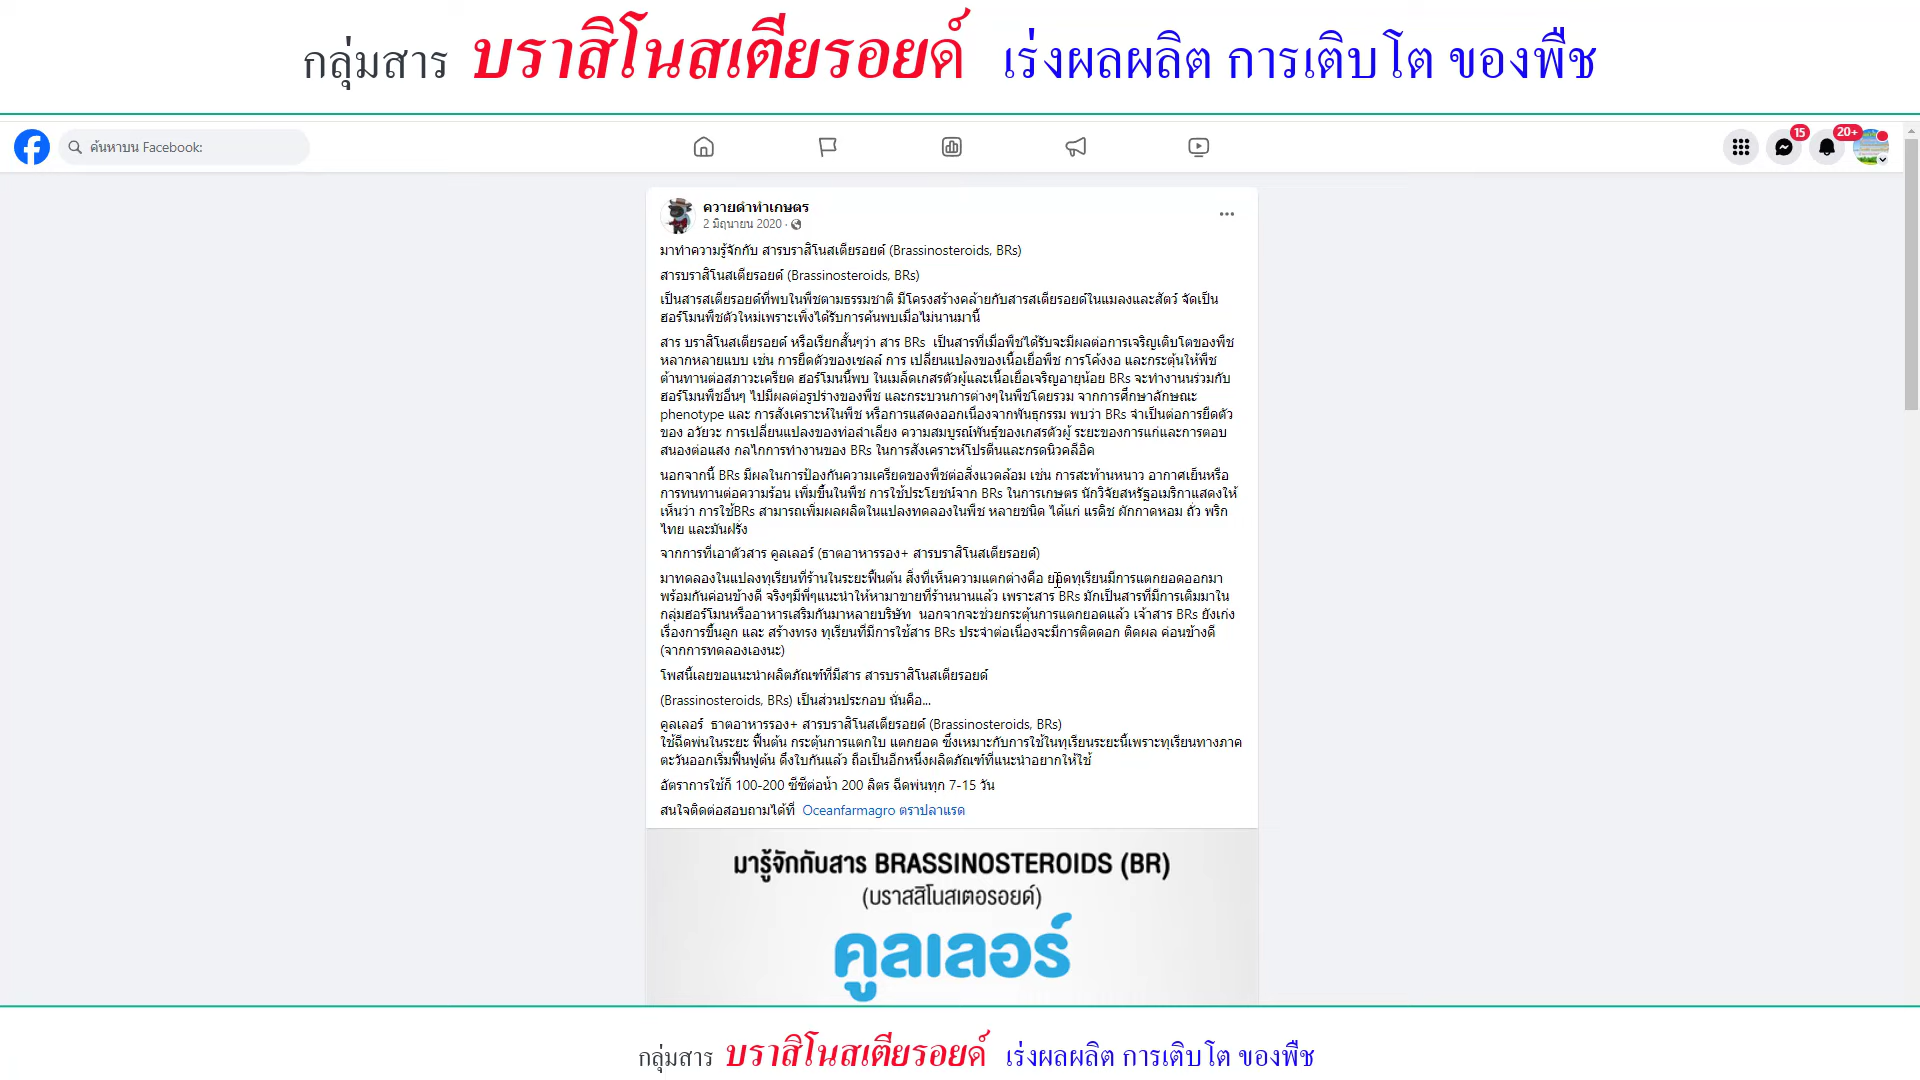 กลุ่มสาร บราสิโนสเตียรอยด์ เร่งผลผลิต การเติบโต ของพืช
ค้นหาบน Facebook:
15
20+
ควายดำทำเกษตร
2 มิถุนายน 2020
มาทำความรู้จักกับ สารบราสิโนสเตียรอยด์ (Brassinosteroids, BRs)
สารบราสิโนสเตียรอยด์ (Brassinosteroids, BRs)
เป็นสารสเตียรอยด์ที่พบในพืชตามธรรมชาติ มีโครงสร้างคล้ายกับสารสเตียรอยด์ในแมลงและสัตว์ จัดเป็น
ฮอร์โมนพืชตัวใหม่เพราะเพิ่งได้รับการค้นพบเมื่อไม่นานมานี้
สาร บราสิโนสเตียรอยด์ หรือเรียกสั้นๆว่า สาร BRs เป็นสารที่เมื่อพืชได้รับจะมีผลต่อการเจริญเติบโตของพืช
หลากหลายแบบ เช่น การยืดตัวของเซลล์ การ เปลี่ยนแปลงของเนื้อเยื่อพืช การโค้งงอ และกระตุ้นให้พืช
ต้านทานต่อสภาวะเครียด ฮอร์โมนนี้พบ ในเมล็ดเกสรตัวผู้และเนื้อเยื่อเจริญอายุน้อย BRs จะทำงานนร่วมกับ
ฮอร์โมนพืชอื่นๆ ไปมีผลต่อรูปร่างของพืช และกระบวนการต่างๆในพืชโดยรวม จากการศึกษาลักษณะ
phenotype และ การสังเคราะห์ในพืช หรือการแสดงออกเนื่องจากพันธุกรรม พบว่า BRs จำเป็นต่อการยืดตัว
ของ อวัยวะ การเปลี่ยนแปลงของท่อลำเลียง ความสมบูรณ์พันธุ์ของเกสรตัวผู้ ระยะของการแก่และการตอบ
สนองต่อแสง กลไกการทำงานของ BRs ในการสังเคราะห์โปรตีนและกรดนิวคลีอิค
นอกจากนี้ BRs มีผลในการป้องกันความเครียดของพืชต่อสิ่งแวดล้อม เช่น การสะท้านหนาว อากาศเย็นหรือ
การทนทานต่อความร้อน เพิ่มขึ้นในพืช การใช้ประโยชน์จาก BRs ในการเกษตร นักวิจัยสหรัฐอเมริกาแสดงให้
เห็นว่า การใช้BRs สามารถเพิ่มผลผลิตในแปลงทดลองในพืช หลายชนิด ได้แก่ แรดิช ผักกาดหอม ถั่ว พริก
ไทย และมันฝรั่ง
จากการที่เอาตัวสาร คูลเลอร์ (ธาตอาหารรอง+ สารบราสิโนสเตียรอยด์)
มาทดลองในแปลงทุเรียนที่ร้านในระยะฟื้นต้น สิ่งที่เห็นความแตกต่างคือ ยอดทุเรียนมีการแตกยอดออกมา
พร้อมกันค่อนข้างดี จริงๆมีพี่ๆแนะนำให้หามาขายที่ร้านนานแล้ว เพราะสาร BRs มักเป็นสารที่มีการเติมมาใน
กลุ่มฮอร์โมนหรืออาหารเสริมกันมาหลายบริษัท นอกจากจะช่วยกระตุ้นการแตกยอดแล้ว เจ้าสาร BRs ยังเก่ง
เรื่องการขึ้นลูก และ สร้างทรง ทุเรียนที่มีการใช้สาร BRs ประจำต่อเนื่องจะมีการติดดอก ติดผล ค่อนข้างดี
(จากการทดลองเองนะ)
โพสนี้เลยขอแนะนำผลิตภัณฑ์ที่มีสาร สารบราสิโนสเตียรอยด์
(Brassinosteroids, BRs) เป็นส่วนประกอบ นั่นคือ...
คูลเลอร์ ธาตอาหารรอง+ สารบราสิโนสเตียรอยด์ (Brassinosteroids, BRs)
ใช้ฉีดพ่นในระยะ ฟื้นต้น กระตุ้นการแตกใบ แตกยอด ซึ่งเหมาะกับการใช้ในทุเรียนระยะนี้เพราะทุเรียนทางภาค
ตะวันออกเริ่มฟื้นฟูต้น ดึงใบกันแล้ว ถือเป็นอีกหนึ่งผลิตภัณฑ์ที่แนะนำอยากให้ใช้
อัตราการใช้ก็ 100-200 ซีซีต่อน้ำ 200 ลิตร ฉีดพ่นทุก 7-15 วัน
สนใจติดต่อสอบถามได้ที่ Oceanfarmagro ตราปลาแรด
มารู้จักกับสาร BRASSINOSTEROIDS (BR)
(บราสสิโนสเตอรอยด์)
คูลเลอร์
กลุ่มสาร บราสิโนสเตียรอยด์ เร่งผลผลิต การเติบโต ของพืช